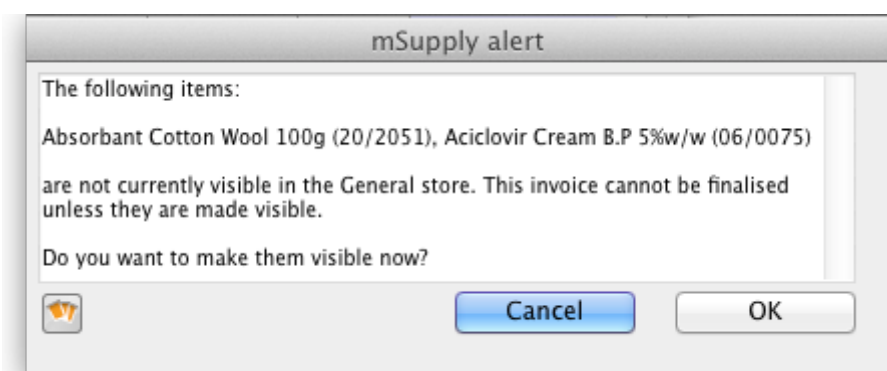 mSupply alert
The following items:
Absorbant Cotton Wool 100g (20/2051), Aciclovir Cream B.P 5%w/w (06/0075)
are not currently visible in the General store. This invoice cannot be finalised
unless they are made visible.
Do you want to make them visible now?
Cancel
OK